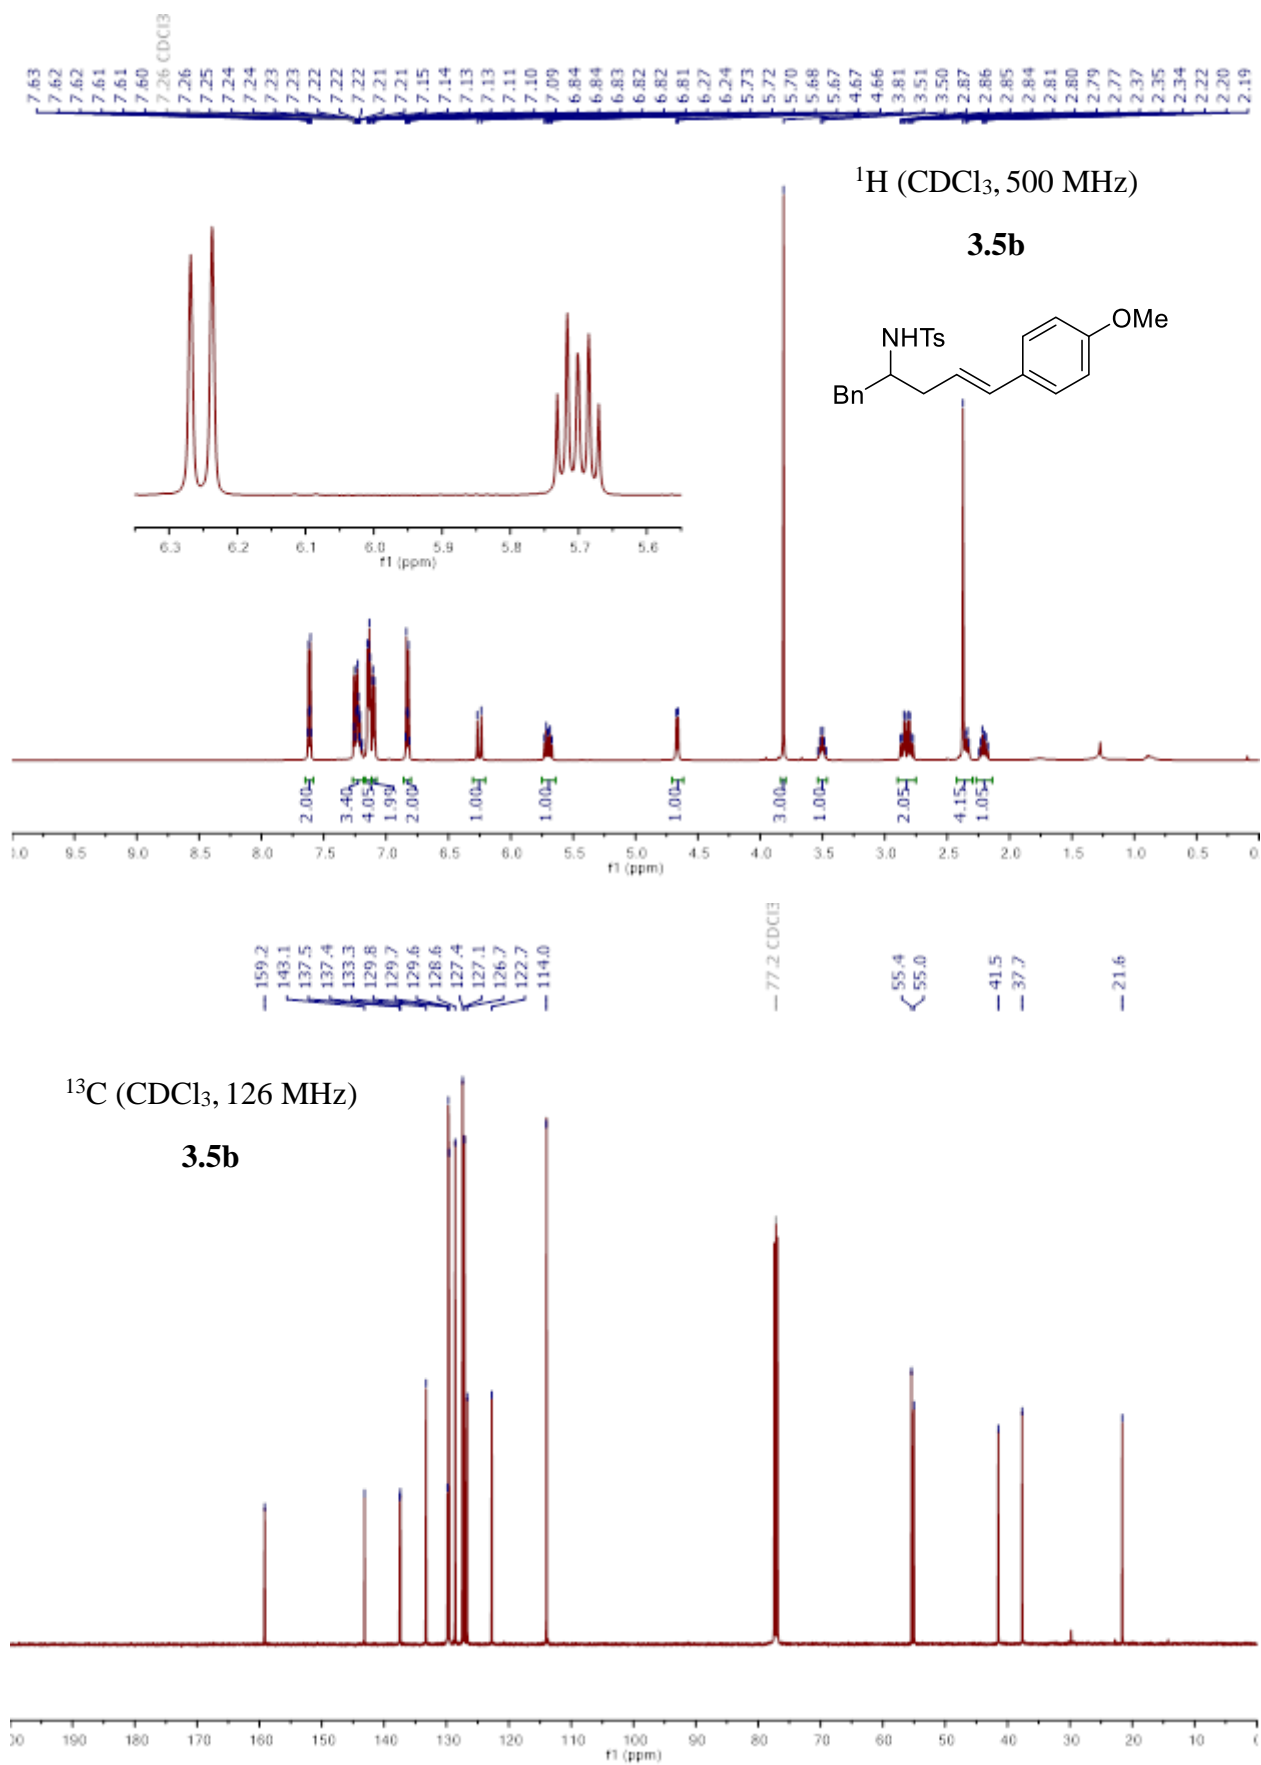 7.63 7.62 7.62 7.61 7.61 7.60 7.26 CDCl3 7.26 7.25 7.24 7.24 7.23 7.23 7.22 7.22 7.22 7.21 7.21 7.15 7.14 7.13 7.13 7.11 7.10 7.09 6.84 6.84 6.83 6.82 6.82 6.81 6.27 6.24 5.73 5.72 5.70 5.68 5.67 4.67 4.66 3.81 3.51 3.50 2.87 2.86 2.85 2.84 2.81 2.80 2.79 2.77 2.37 2.35 2.34 2.22 2.20 2.19
¹H (CDCl₃, 500 MHz)
3.5b
OMe
NHTs
Bn
6.3 6.2 6.1 6.0 5.9 5.8 5.7 5.6
f1 (ppm)
2.00 3.40 4.05 1.99 2.00 1.00 1.00 1.00 3.00 1.00 2.05 4.15 1.05
0.0 9.5 9.0 8.5 8.0 7.5 7.0 6.5 6.0 5.5 5.0 4.5 4.0 3.5 3.0 2.5 2.0 1.5 1.0 0.5 0
f1 (ppm)
159.2 143.1 137.5 137.4 133.3 129.8 129.7 129.6 128.6 127.4 127.1 126.7 122.7 114.0 77.2 CDCl3 55.4 55.0 41.5 37.7 21.6
¹³C (CDCl₃, 126 MHz)
3.5b
00 190 180 170 160 150 140 130 120 110 100 90 80 70 60 50 40 30 20 10 0
f1 (ppm)